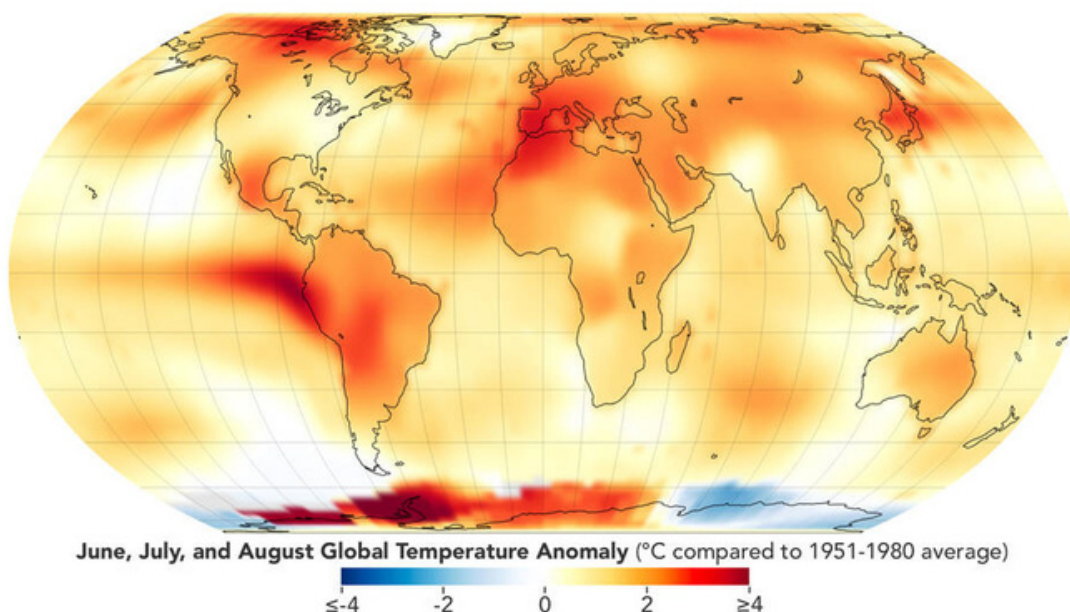 June, July, and August Global Temperature Anomaly (°C compared to 1951-1980 average)
≤-4 -2 0 2 ≥4